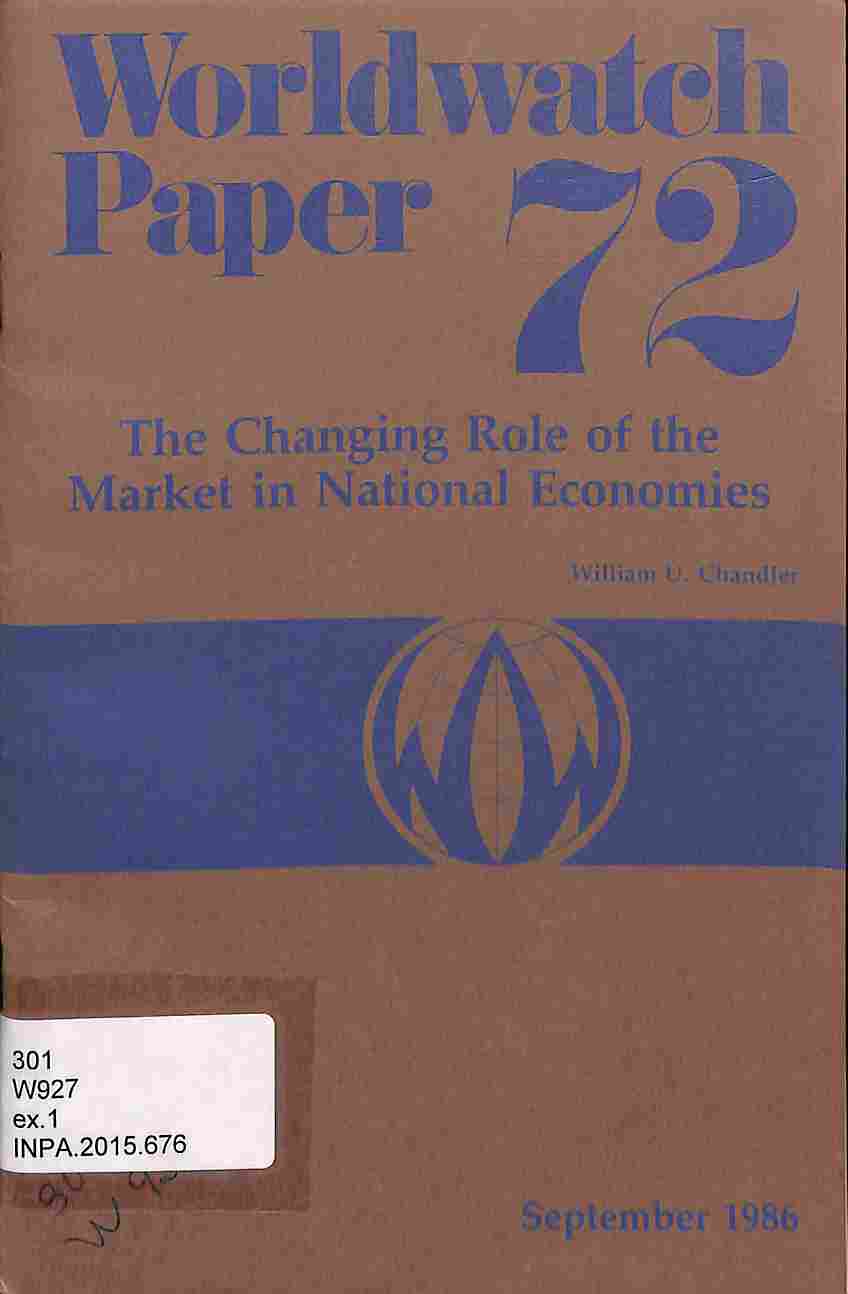 Worldwatch
Paper 72
The Changing Role of the
Market in National Economies
William U. Chandler
301
W927
ex.1
INPA.2015.676
W
September 1986